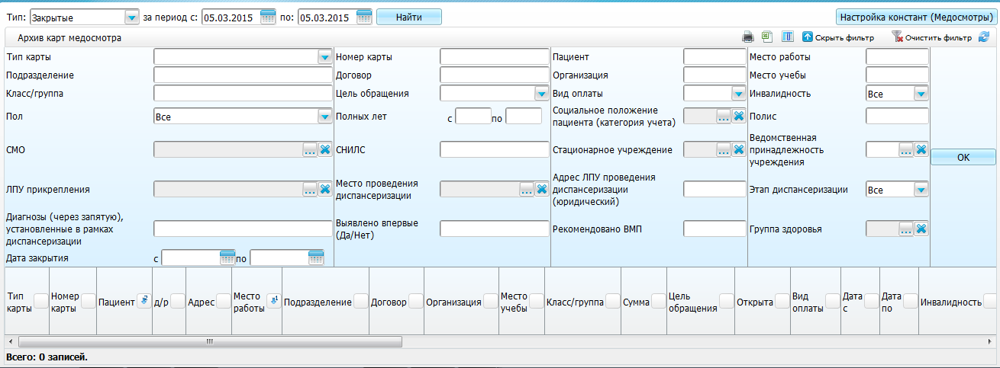 Тип: Закрытые за период с: 05.03.2015 по: 05.03.2015 Найти Настройка констант (Медосмотры)
Архив карт медосмотра Скрыть фильтр Очистить фильтр
Тип карты Номер карты Пациент Место работы
Подразделение Договор Организация Место учебы
Класс/группа Цель обращения Вид оплаты Инвалидность Все
Пол Все Полных лет с по Социальное положение
пациента (категория учета) ... Полис
СМО ... СНИЛС Стационарное учреждение ... Ведомственная
принадлежность
учреждения ... OK
ЛПУ прикрепления ... Место проведения
диспансеризации ... Адрес ЛПУ проведения
диспансеризации
(юридический) Этап диспансеризации Все
Диагнозы (через запятую),
установленные в рамках
диспансеризации Выявлено впервые
(Да/Нет) Рекомендовано ВМП Группа здоровья ...
Дата закрытия с по
Тип
карты Номер
карты Пациент 2 д/р Адрес Место
работы 1 Подразделение Договор Организация Место
учебы Класс/группа Сумма Цель
обращения Открыта Вид
оплаты Дата
с Дата
по Инвалидность
Всего: 0 записей.